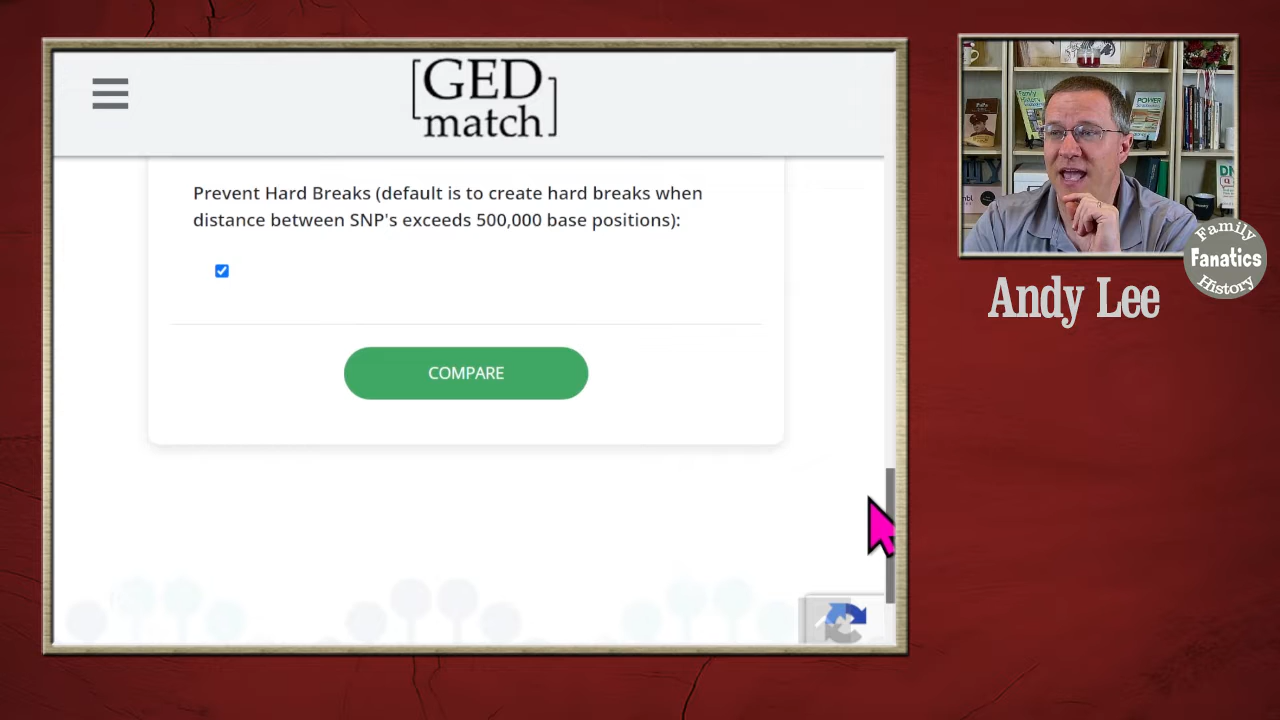 GED
match
Prevent Hard Breaks (default is to create hard breaks when
distance between SNP's exceeds 500,000 base positions):
COMPARE
POWER
Family
Fanatics
History
Andy Lee